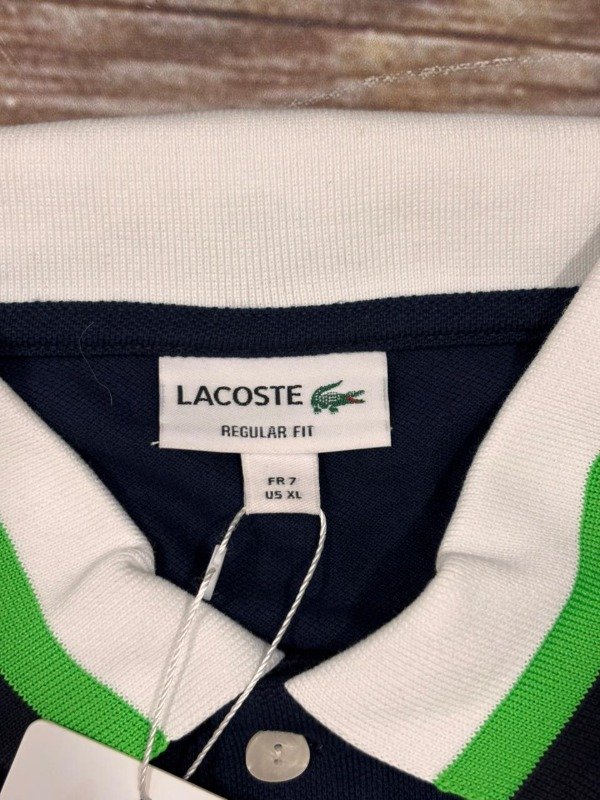 LACOSTE
REGULAR FIT
FR 7
US XL